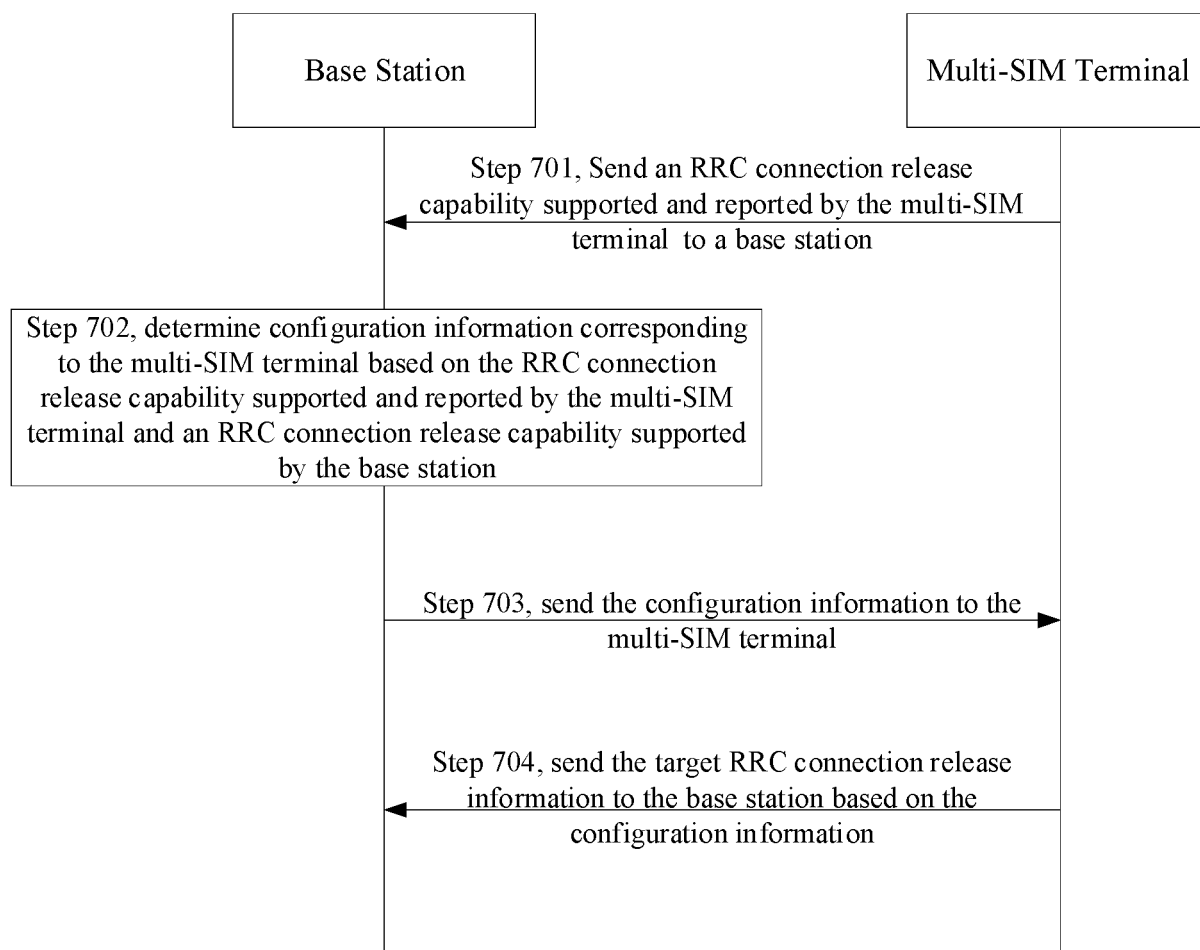 Base Station
Multi-SIM Terminal
Step 701, Send an RRC connection release
capability supported and reported by the multi-SIM
terminal to a base station
Step 702, determine configuration information corresponding
to the multi-SIM terminal based on the RRC connection
release capability supported and reported by the multi-SIM
terminal and an RRC connection release capability supported
by the base station
Step 703, send the configuration information to the
multi-SIM terminal
Step 704, send the target RRC connection release
information to the base station based on the
configuration information